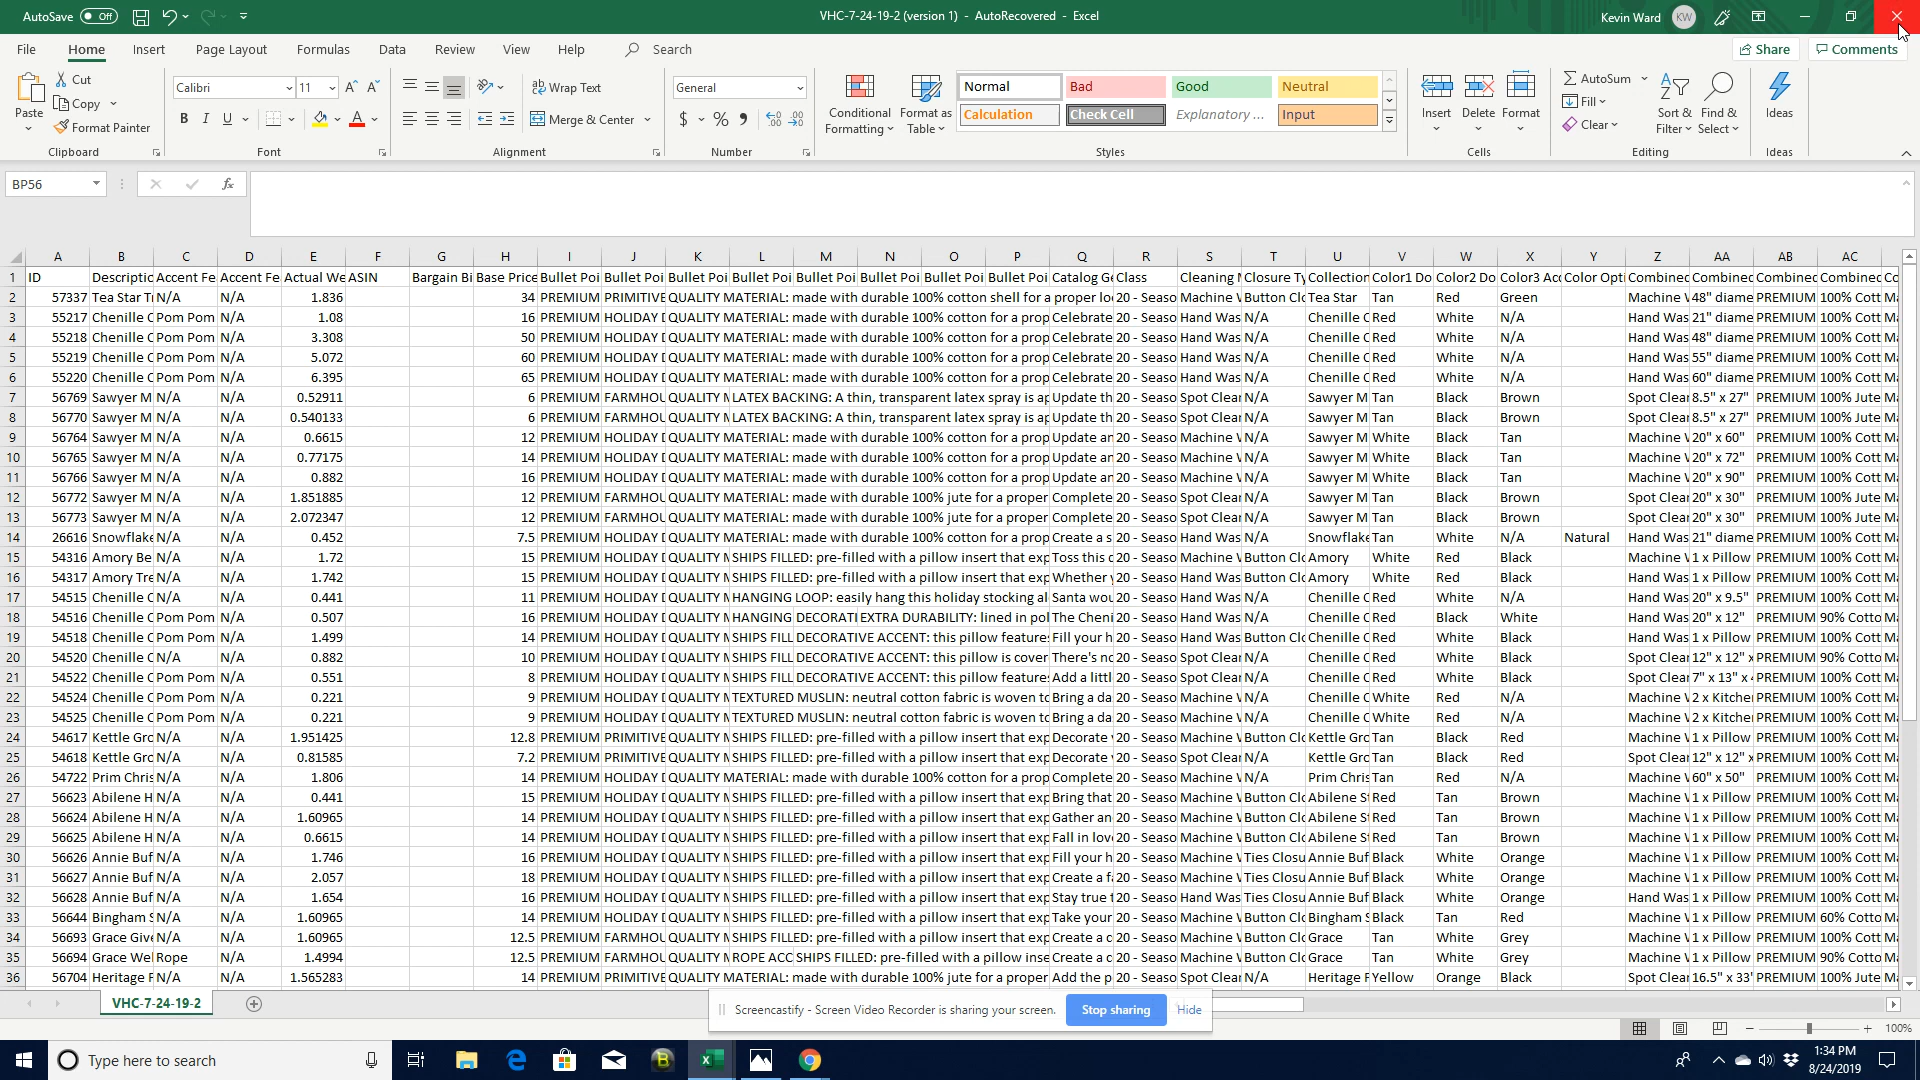 AutoSave Off VHC-7-24-19-2 (version 1) - AutoRecovered - Excel Kevin Ward KW
File Home Insert Page Layout Formulas Data Review View Help Search Share Comments
Cut Calibri 11 Wrap Text General Normal Bad Good Neutral AutoSum
Copy Fill
Paste Format Painter Merge & Center Conditional Formatting Format as Table Calculation Check Cell Explanatory ... Input Insert Delete Format Clear Sort & Filter Find & Select Ideas
Clipboard Font Alignment Number Styles Cells Editing Ideas
BP56 fx
A B C D E F G H I J K L M N O P Q R S T U V W X Y Z AA AB AC
1 ID Descriptic Accent Fe Accent Fe Actual We ASIN Bargain Bi Base Price Bullet Poi Bullet Poi Bullet Poi Bullet Poi Bullet Poi Bullet Poi Bullet Poi Bullet Poi Catalog Ge Class Cleaning Closure Ty Collection Color1 Do Color2 Do Color3 Acc Color Opti Combined Combined Combined Combined Co
2 57337 Tea Star Tr N/A N/A 1.836 34 PREMIUM PRIMITIVE QUALITY MATERIAL: made with durable 100% cotton shell for a proper lo 20 - Seaso Machine Button Clo Tea Star Tan Red Green Machine 48" diame PREMIUM 100% Cott
3 55217 Chenille C Pom Pom N/A 1.08 16 PREMIUM HOLIDAY QUALITY MATERIAL: made with durable 100% cotton for a prop Celebrate 20 - Seaso Hand Was N/A Chenille C Red White N/A Hand Was 21" diame PREMIUM 100% Cott
4 55218 Chenille C Pom Pom N/A 3.308 50 PREMIUM HOLIDAY QUALITY MATERIAL: made with durable 100% cotton for a prop Celebrate 20 - Seaso Hand Was N/A Chenille C Red White N/A Hand Was 48" diame PREMIUM 100% Cott
5 55219 Chenille C Pom Pom N/A 5.072 60 PREMIUM HOLIDAY QUALITY MATERIAL: made with durable 100% cotton for a prop Celebrate 20 - Seaso Hand Was N/A Chenille C Red White N/A Hand Was 55" diame PREMIUM 100% Cott
6 55220 Chenille C Pom Pom N/A 6.395 65 PREMIUM HOLIDAY QUALITY MATERIAL: made with durable 100% cotton for a prop Celebrate 20 - Seaso Hand Was N/A Chenille C Red White N/A Hand Was 60" diame PREMIUM 100% Cott
7 56769 Sawyer M N/A N/A 0.52911 6 PREMIUM FARMHOU QUALITY LATEX BACKING: A thin, transparent latex spray is ap Update th 20 - Seaso Spot Clear N/A Sawyer M Tan Black Brown Spot Clear 8.5" x 27" PREMIUM 100% Jute
8 56770 Sawyer M N/A N/A 0.540133 6 PREMIUM FARMHOU QUALITY LATEX BACKING: A thin, transparent latex spray is ap Update th 20 - Seaso Spot Clear N/A Sawyer M Tan Black Brown Spot Clear 8.5" x 27" PREMIUM 100% Jute
9 56764 Sawyer M N/A N/A 0.6615 12 PREMIUM HOLIDAY QUALITY MATERIAL: made with durable 100% cotton for a prop Update an 20 - Seaso Machine N/A Sawyer M White Black Tan Machine 20" x 60" PREMIUM 100% Cott
10 56765 Sawyer M N/A N/A 0.77175 14 PREMIUM HOLIDAY QUALITY MATERIAL: made with durable 100% cotton for a prop Update an 20 - Seaso Machine N/A Sawyer M White Black Tan Machine 20" x 72" PREMIUM 100% Cott
11 56766 Sawyer M N/A N/A 0.882 16 PREMIUM HOLIDAY QUALITY MATERIAL: made with durable 100% cotton for a prop Update an 20 - Seaso Machine N/A Sawyer M White Black Tan Machine 20" x 90" PREMIUM 100% Cott
12 56772 Sawyer M N/A N/A 1.851885 12 PREMIUM FARMHOU QUALITY MATERIAL: made with durable 100% jute for a proper Complete 20 - Seaso Spot Clear N/A Sawyer M Tan Black Brown Spot Clear 20" x 30" PREMIUM 100% Jute
13 56773 Sawyer M N/A N/A 2.072347 12 PREMIUM FARMHOU QUALITY MATERIAL: made with durable 100% jute for a proper Complete 20 - Seaso Spot Clear N/A Sawyer M Tan Black Brown Spot Clear 20" x 30" PREMIUM 100% Jute
14 26616 Snowflake N/A N/A 0.452 7.5 PREMIUM HOLIDAY QUALITY MATERIAL: made with durable 100% cotton for a prop Create a s 20 - Seaso Hand Was N/A Snowflake Tan White N/A Natural Hand Was 21" diame PREMIUM 100% Cott
15 54316 Amory Be N/A N/A 1.72 15 PREMIUM HOLIDAY QUALITY SHIPS FILLED: pre-filled with a pillow insert that exp Toss this c 20 - Seaso Machine Button Clo Amory White Red Black Machine 1 x Pillow PREMIUM 100% Cott
16 54317 Amory Tre N/A N/A 1.742 15 PREMIUM HOLIDAY QUALITY SHIPS FILLED: pre-filled with a pillow insert that exp Whether 20 - Seaso Hand Was Button Clo Amory White Red Black Hand Was 1 x Pillow PREMIUM 100% Cott
17 54515 Chenille C N/A N/A 0.441 11 PREMIUM HOLIDAY QUALITY HANGING LOOP: easily hang this holiday stocking al Santa wou 20 - Seaso Hand Was N/A Chenille C Red White N/A Hand Was 20" x 9.5" PREMIUM 100% Cott
18 54516 Chenille C Pom Pom N/A 0.507 16 PREMIUM HOLIDAY QUALITY HANGING DECORATI EXTRA DURABILITY: lined in pol The Cheni 20 - Seaso Hand Was N/A Chenille C Red Black White Hand Was 20" x 12" PREMIUM 90% Cotto
19 54518 Chenille C Pom Pom N/A 1.499 14 PREMIUM HOLIDAY QUALITY SHIPS FILL DECORATIVE ACCENT: this pillow feature Fill your h 20 - Seaso Hand Was Button Clo Chenille C Red White Black Hand Was 1 x Pillow PREMIUM 100% Cott
20 54520 Chenille C N/A N/A 0.882 10 PREMIUM HOLIDAY QUALITY SHIPS FILL DECORATIVE ACCENT: this pillow is cover There's nc 20 - Seaso Spot Clear N/A Chenille C Red White Black Spot Clear 12" x 12" x PREMIUM 90% Cotto
21 54522 Chenille C Pom Pom N/A 0.551 8 PREMIUM HOLIDAY QUALITY SHIPS FILL DECORATIVE ACCENT: this pillow feature Add a littl 20 - Seaso Spot Clear N/A Chenille C Red White Black Spot Clear 7" x 13" x PREMIUM 100% Cott
22 54524 Chenille C Pom Pom N/A 0.221 9 PREMIUM HOLIDAY QUALITY TEXTURED MUSLIN: neutral cotton fabric is woven to Bring a da 20 - Seaso Machine N/A Chenille C White Red N/A Machine 2 x Kitche PREMIUM 100% Cott
23 54525 Chenille C Pom Pom N/A 0.221 9 PREMIUM HOLIDAY QUALITY TEXTURED MUSLIN: neutral cotton fabric is woven to Bring a da 20 - Seaso Machine N/A Chenille C White Red N/A Machine 2 x Kitche PREMIUM 100% Cott
24 54617 Kettle Grc N/A N/A 1.951425 12.8 PREMIUM PRIMITIVE QUALITY SHIPS FILLED: pre-filled with a pillow insert that exp Decorate 20 - Seaso Machine Button Clo Kettle Grc Tan Black Red Machine 1 x Pillow PREMIUM 100% Cott
25 54618 Kettle Grc N/A N/A 0.81585 7.2 PREMIUM PRIMITIVE QUALITY SHIPS FILLED: pre-filled with a pillow insert that exp Decorate 20 - Seaso Spot Clear N/A Kettle Grc Tan Black Red Spot Clear 12" x 12" x PREMIUM 100% Cott
26 54722 Prim Chris N/A N/A 1.806 14 PREMIUM HOLIDAY QUALITY MATERIAL: made with durable 100% cotton for a prop Complete 20 - Seaso Machine N/A Prim Chris Tan Red N/A Machine 60" x 50" PREMIUM 100% Cott
27 56623 Abilene H N/A N/A 0.441 15 PREMIUM HOLIDAY QUALITY SHIPS FILLED: pre-filled with a pillow insert that exp Bring that 20 - Seaso Machine Button Clo Abilene St Red Tan Brown Machine 1 x Pillow PREMIUM 100% Cott
28 56624 Abilene H N/A N/A 1.60965 14 PREMIUM HOLIDAY QUALITY SHIPS FILLED: pre-filled with a pillow insert that exp Gather an 20 - Seaso Machine Button Clo Abilene St Red Tan Brown Machine 1 x Pillow PREMIUM 100% Cott
29 56625 Abilene H N/A N/A 0.6615 14 PREMIUM HOLIDAY QUALITY SHIPS FILLED: pre-filled with a pillow insert that exp Fall in lov 20 - Seaso Machine Button Clo Abilene St Red Tan Brown Machine 1 x Pillow PREMIUM 100% Cott
30 56626 Annie Buf N/A N/A 1.746 16 PREMIUM HOLIDAY QUALITY SHIPS FILLED: pre-filled with a pillow insert that exp Fill your h 20 - Seaso Machine Ties Closu Annie Buf Black White Orange Machine 1 x Pillow PREMIUM 100% Cott
31 56627 Annie Buf N/A N/A 2.057 18 PREMIUM HOLIDAY QUALITY SHIPS FILLED: pre-filled with a pillow insert that exp Create a fa 20 - Seaso Machine Ties Closu Annie Buf Black White Orange Machine 1 x Pillow PREMIUM 100% Cott
32 56628 Annie Buf N/A N/A 1.654 16 PREMIUM HOLIDAY QUALITY SHIPS FILLED: pre-filled with a pillow insert that exp Stay true t 20 - Seaso Hand Was Ties Closu Annie Buf Black White Orange Hand Was 1 x Pillow PREMIUM 100% Cott
33 56644 Bingham S N/A N/A 1.60965 14 PREMIUM HOLIDAY QUALITY SHIPS FILLED: pre-filled with a pillow insert that exp Take your 20 - Seaso Machine Button Clo Bingham S Black Tan Red Machine 1 x Pillow PREMIUM 60% Cotto
34 56693 Grace Give N/A N/A 1.60965 12.5 PREMIUM FARMHOU QUALITY SHIPS FILLED: pre-filled with a pillow insert that exp Create a c 20 - Seaso Machine Button Clo Grace Tan White Grey Machine 1 x Pillow PREMIUM 100% Cott
35 56694 Grace Wel Rope N/A 1.4994 12.5 PREMIUM FARMHOU QUALITY ROPE ACC SHIPS FILLED: pre-filled with a pillow inse Create a c 20 - Seaso Machine Button Clo Grace Tan White Grey Machine 1 x Pillow PREMIUM 90% Cotto
36 56704 Heritage F N/A N/A 1.565283 14 PREMIUM PRIMITIVE QUALITY MATERIAL: made with durable 100% jute for a proper Add the p 20 - Seaso Spot Clear N/A Heritage F Yellow Orange Black Spot Clear 16.5" x 33" PREMIUM 100% Jute
VHC-7-24-19-2
Screencastify - Screen Video Recorder is sharing your screen. Stop sharing Hide
100%
Type here to search
1:34 PM
8/24/2019